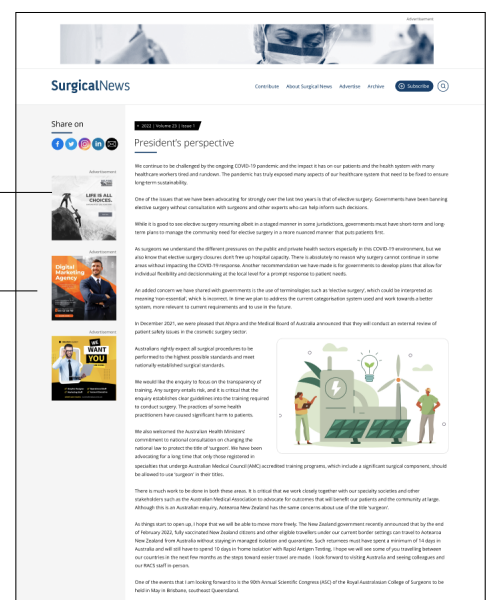 Advertisement
SurgicalNews
Contribute About Surgical News Advertise Archive Subscribe
Share on
2022 | Volume 23 | Issue 1
President's perspective
We continue to be challenged by the ongoing COVID-19 pandemic and the impact it has on our patients and the health system with many
healthcare workers tired and rundown. The pandemic has truly exposed many aspects of our healthcare system that need to be fixed to ensure
long-term sustainability.
One of the issues that we have been advocating for strongly over the last two years is that of elective surgery. Governments have been banning
elective surgery without consultation with surgeons and other experts who can help inform such decisions.
While it is good to see elective surgery resuming albeit in a staged manner in some jurisdictions, governments must have short-term and long-
term plans to manage the community need for elective surgery in a more nuanced manner that puts patients first.
As surgeons we understand the different pressures on the public and private health sectors especially in this COVID-19 environment, but we
also know that elective surgery closures don't free up hospital capacity. There is absolutely no reason why surgery cannot continue in some
areas without impacting the COVID-19 response. Another recommendation we have made is for governments to develop plans that allow for
individual flexibility and decisionmaking at the local level for a prompt response to patient needs.
An added concern we have shared with governments is the use of terminologies such as 'elective surgery', which could be interpreted as
meaning 'non-essential', which is incorrect. In time we plan to address the current categorisation system used and work towards a better
system, more relevant to current requirements and to use in the future.
In December 2021, we were pleased that Ahpra and the Medical Board of Australia announced that they will conduct an external review of
patient safety issues in the cosmetic surgery sector.
Australians rightly expect all surgical procedures to be
performed to the highest possible standards and meet
nationally established surgical standards.
We would like the enquiry to focus on the transparency of
training. Any surgery entails risk, and it is critical that the
enquiry establishes clear guidelines into the training required
to conduct surgery. The practices of some health
practitioners have caused significant harm to patients.
We also welcomed the Australian Health Ministers'
commitment to national consultation on changing the
national law to protect the title of 'surgeon'. We have been
advocating for a long time that only those registered in
specialties that undergo Australian Medical Council (AMC) accredited training programs, which include a significant surgical component, should
be allowed to use 'surgeon' in their titles.
There is much work to be done in both these areas. It is critical that we work closely together with our specialty societies and other
stakeholders such as the Australian Medical Association to advocate for outcomes that will benefit our patients and the community at large.
Although this is an Australian enquiry, Aotearoa New Zealand has the same concerns about use of the title 'surgeon'.
As things start to open up, I hope that we will be able to move more freely. The New Zealand government recently announced that by the end
of February 2022, fully vaccinated New Zealand citizens and other eligible travellers under our current border settings can travel to Aotearoa
New Zealand from Australia without staying in managed isolation and quarantine. Such returnees must have spent a minimum of 14 days in
Australia and will still have to spend 10 days in 'home isolation' with Rapid Antigen Testing. I hope we will see some of you travelling between
our countries in the next few months as the steps toward easier travel are made. I look forward to visiting Australia and seeing colleagues and
our RACS staff in-person.
One of the events that I am looking forward to is the 90th Annual Scientific Congress (ASC) of the Royal Australasian College of Surgeons to be
held in May in Brisbane, southeast Queensland.
Advertisement
LIFE IS ALL
CHOICES.
Advertisement
Digital
Marketing
Agency
Advertisement
WE
WANT
YOU